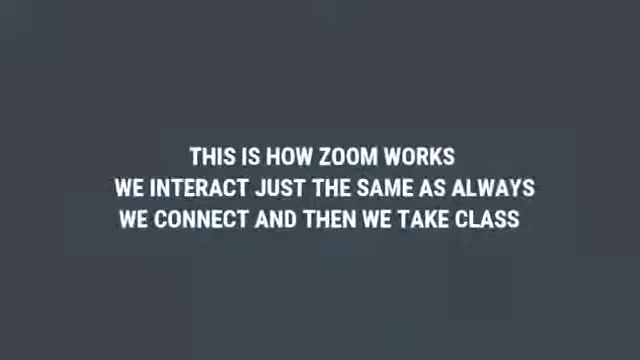 THIS IS HOW ZOOM WORKS
WE INTERACT JUST THE SAME AS ALWAYS
WE CONNECT AND THEN WE TAKE CLASS